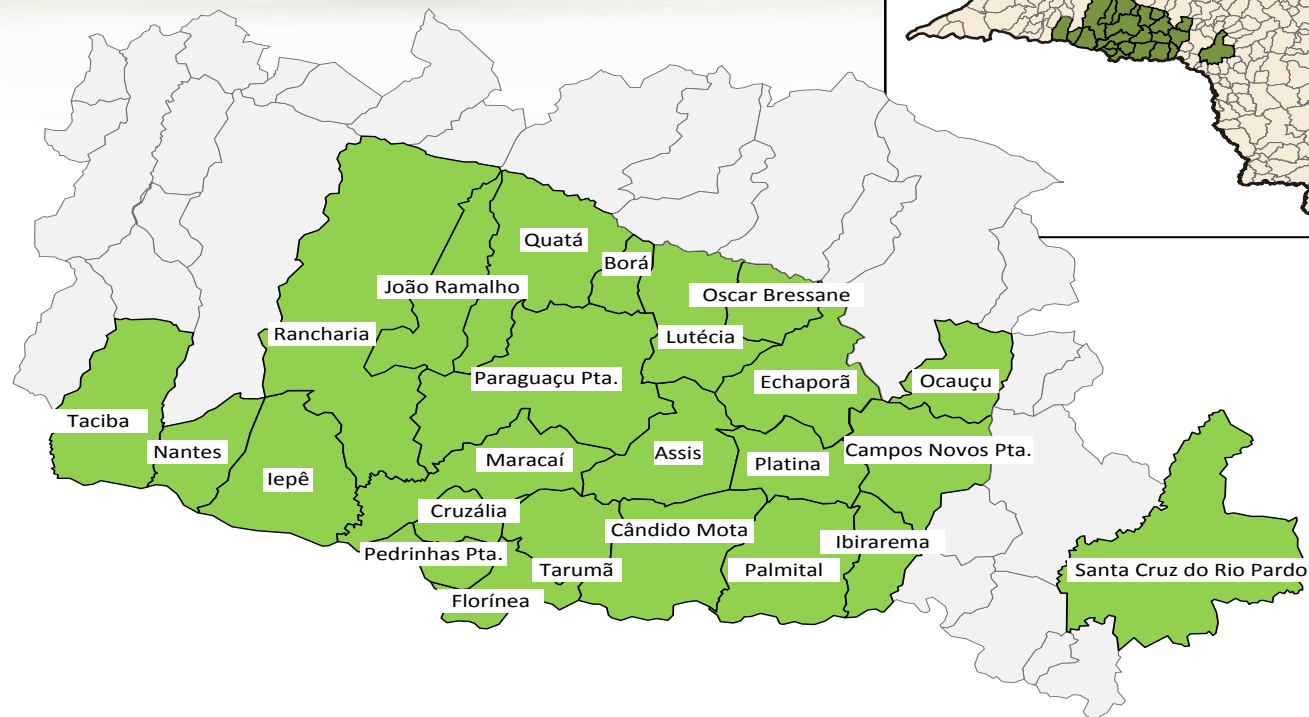 Quatá
Borá
João Ramalho
Oscar Bressane
Rancharia
Lutécia
Paraguaçu Pta.
Echaporã
Ocauçu
Taciba
Nantes
Maracaí
Assis
Platina
Campos Novos Pta.
Iepê
Cruzália
Cândido Mota
Ibirarema
Pedrinhas Pta.
Tarumã
Palmital
Santa Cruz do Rio Pardo
Florínea